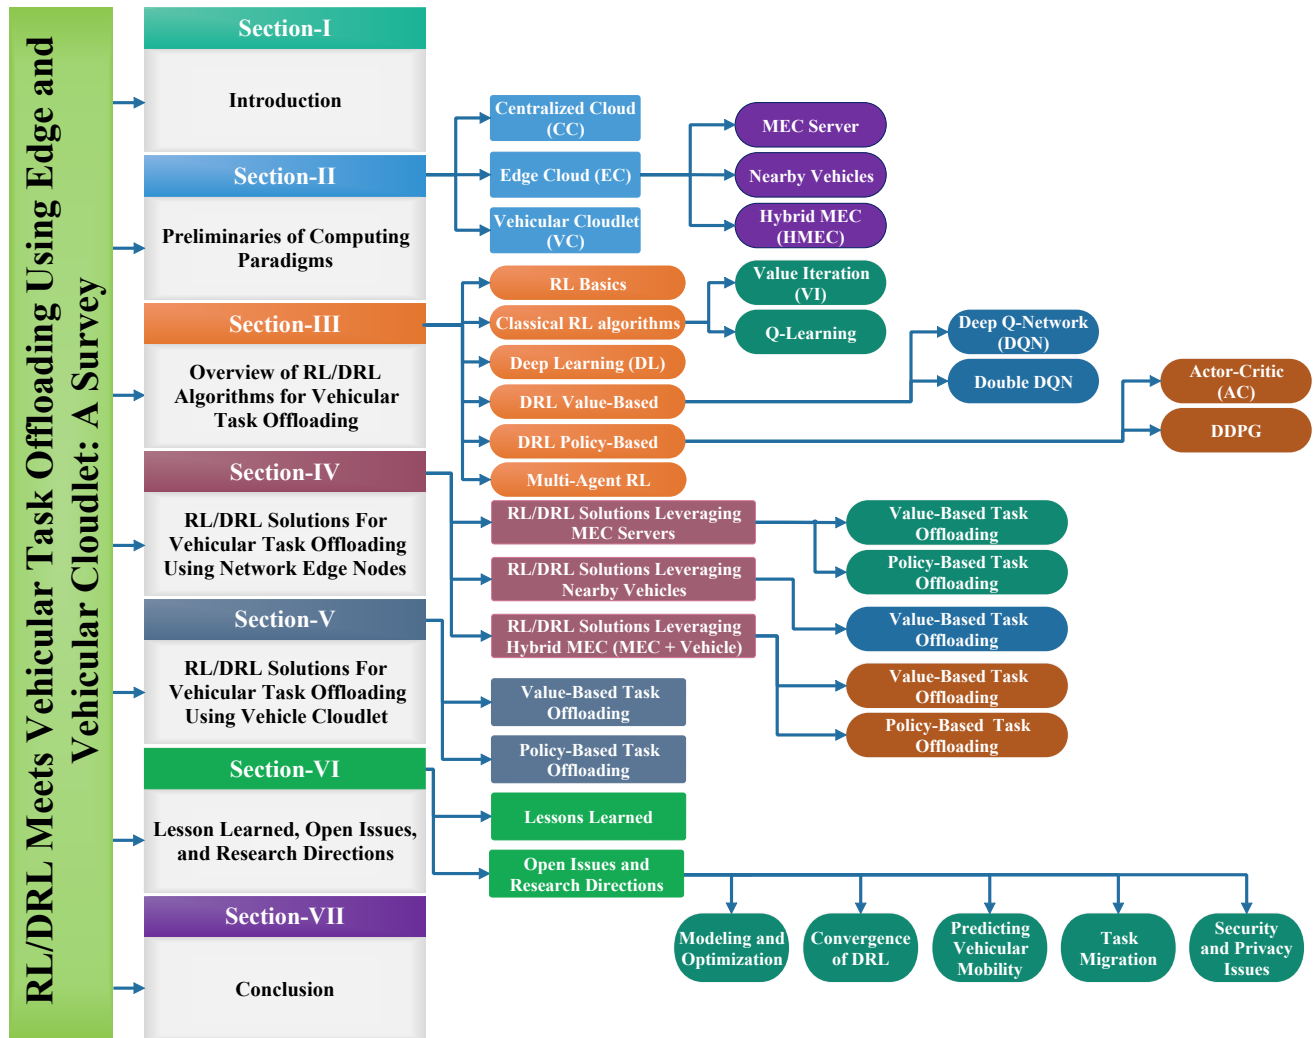 RL/DRL Meets Vehicular Task Offloading Using Edge and
Vehicular Cloudlet: A Survey
Section-I
Introduction
Section-II
Preliminaries of Computing
Paradigms
Centralized Cloud
(CC)
Edge Cloud (EC)
Vehicular Cloudlet
(VC)
MEC Server
Nearby Vehicles
Hybrid MEC
(HMEC)
Section-III
Overview of RL/DRL
Algorithms for Vehicular
Task Offloading
RL Basics
Classical RL algorithms
Deep Learning (DL)
DRL Value-Based
DRL Policy-Based
Multi-Agent RL
Value Iteration
(VI)
Q-Learning
Deep Q-Network
(DQN)
Double DQN
Actor-Critic
(AC)
DDPG
Section-IV
RL/DRL Solutions For
Vehicular Task Offloading
Using Network Edge Nodes
RL/DRL Solutions Leveraging
MEC Servers
RL/DRL Solutions Leveraging
Nearby Vehicles
RL/DRL Solutions Leveraging
Hybrid MEC (MEC + Vehicle)
Value-Based Task
Offloading
Policy-Based Task
Offloading
Value-Based Task
Offloading
Value-Based Task
Offloading
Policy-Based Task
Offloading
Section-V
RL/DRL Solutions For
Vehicular Task Offloading
Using Vehicle Cloudlet
Value-Based Task
Offloading
Policy-Based Task
Offloading
Section-VI
Lesson Learned, Open Issues,
and Research Directions
Lessons Learned
Open Issues and
Research Directions
Modeling and
Optimization
Convergence
of DRL
Predicting
Vehicular
Mobility
Task
Migration
Security
and Privacy
Issues
Section-VII
Conclusion